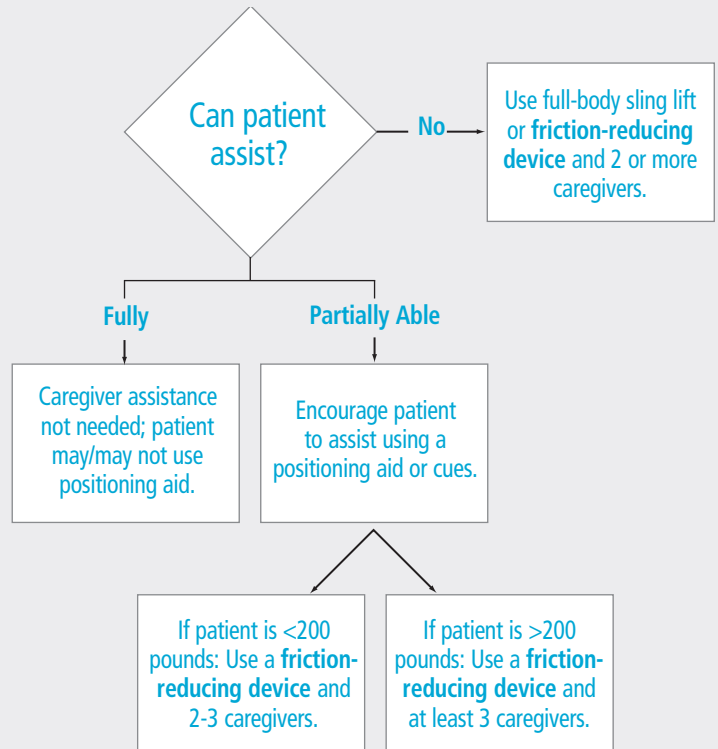 Can patient
assist?
No
Use full-body sling lift
or friction-reducing
device and 2 or more
caregivers.
Fully
Partially Able
Caregiver assistance
not needed; patient
may/may not use
positioning aid.
Encourage patient
to assist using a
positioning aid or cues.
If patient is <200
pounds: Use a friction-
reducing device and
2-3 caregivers.
If patient is >200
pounds: Use a friction-
reducing device and
at least 3 caregivers.